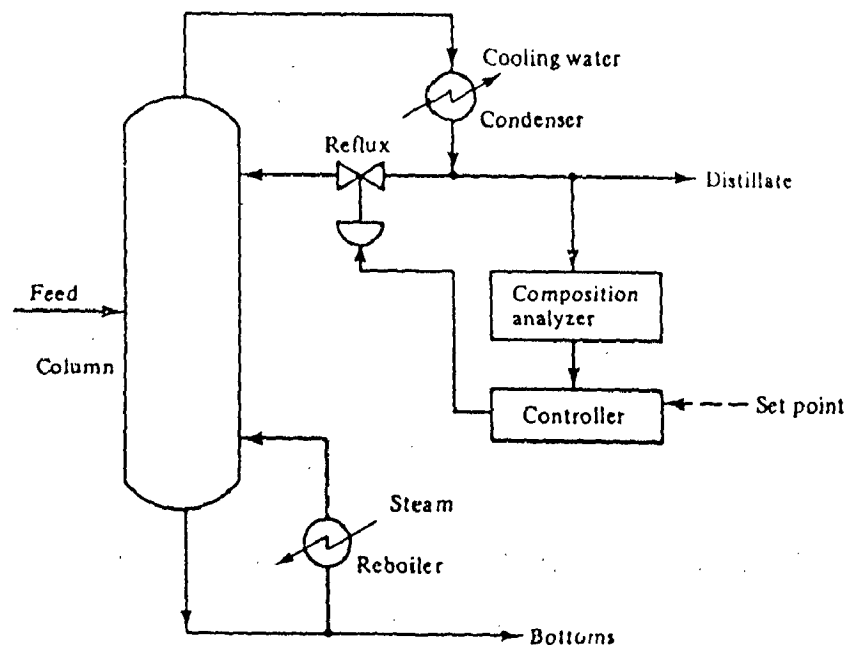 Cooling water
Condenser
Reflux
Distillate
Feed
Composition
analyzer
Column
Controller
Set point
Steam
Reboiler
Bottoms